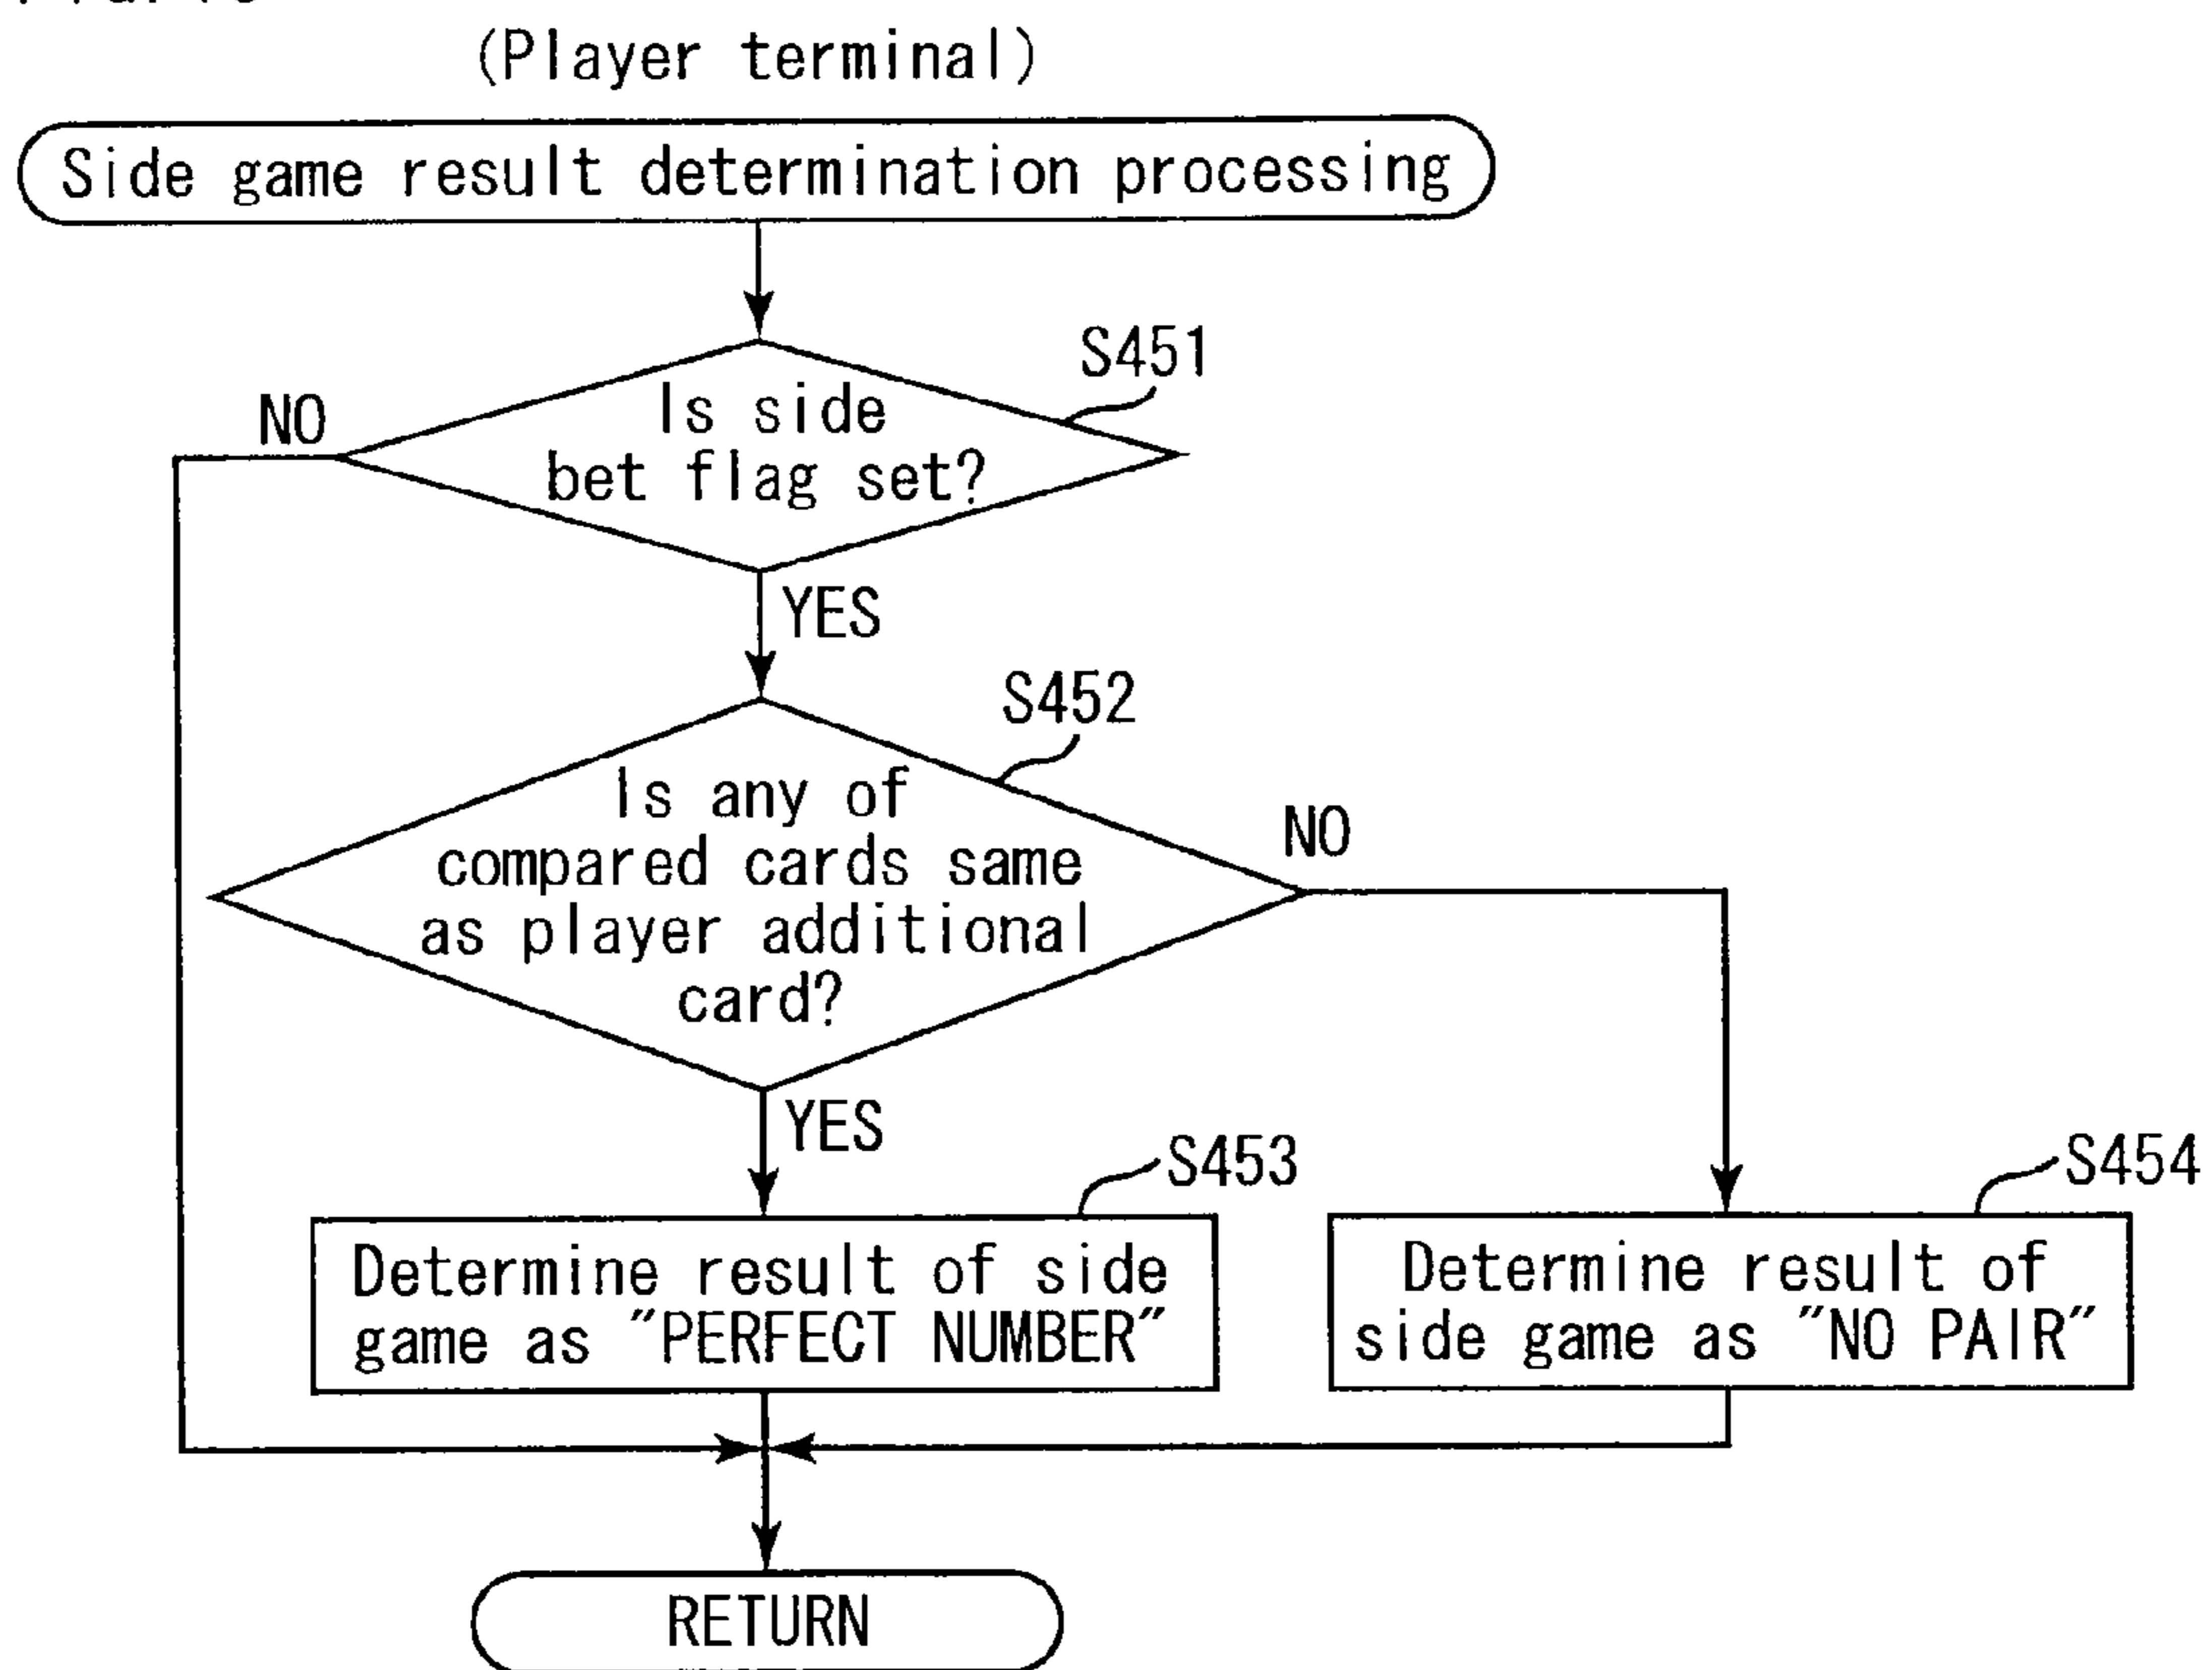 (Player terminal)
Side game result determination processing
S451
NO
Is side
bet flag set?
YES
S452
Is any of
compared cards same
as player additional
card?
NO
YES
S453
S454
Determine result of side
game as "PERFECT NUMBER"
Determine result of
side game as "NO PAIR"
RETURN